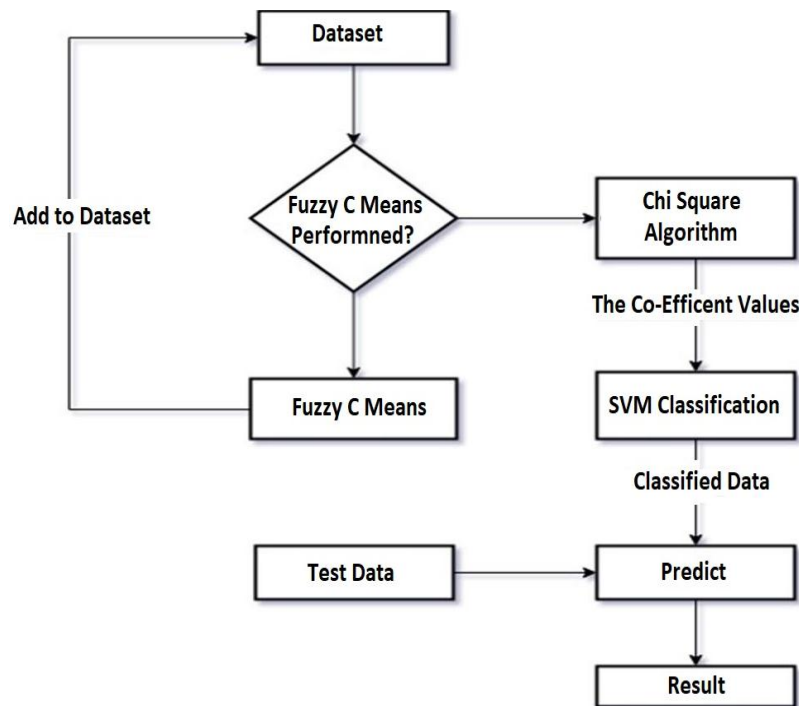 Dataset
Add to Dataset
Fuzzy C Means
Performned?
Chi Square
Algorithm
The Co-Efficent Values
Fuzzy C Means
SVM Classification
Classified Data
Test Data
Predict
Result